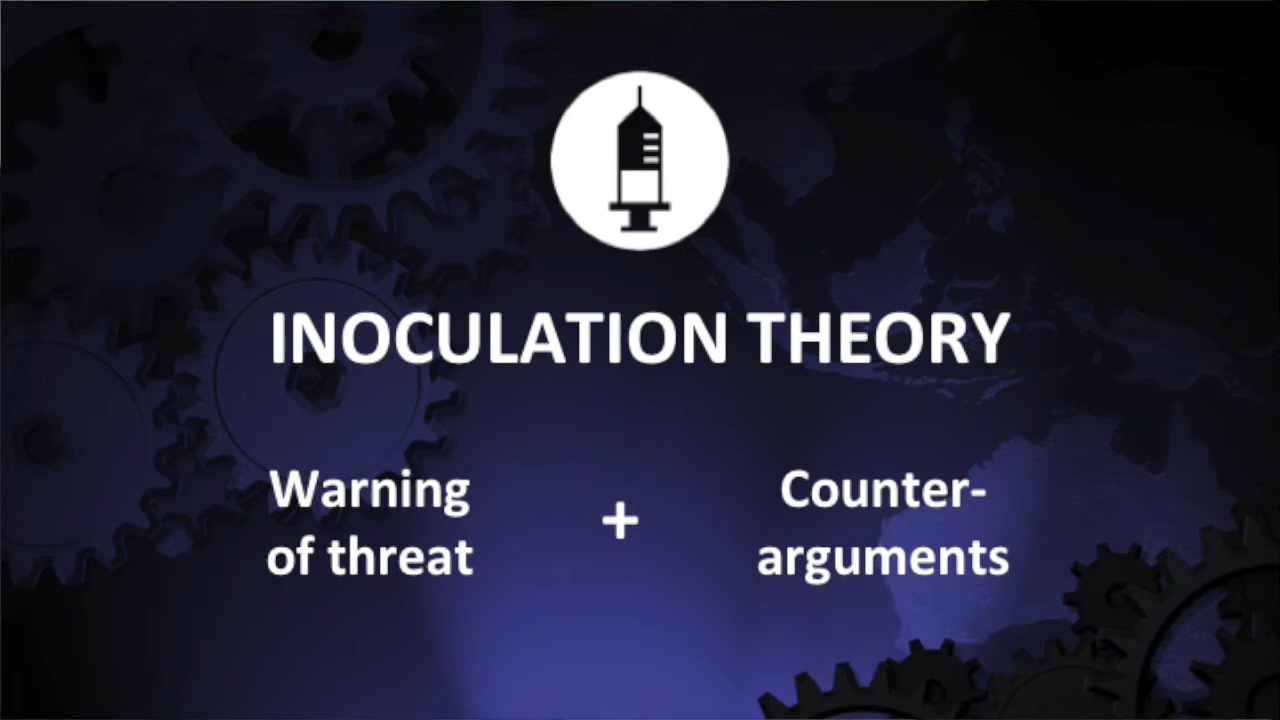 INOCULATION THEORY
Warning
of threat
+
Counter-
arguments